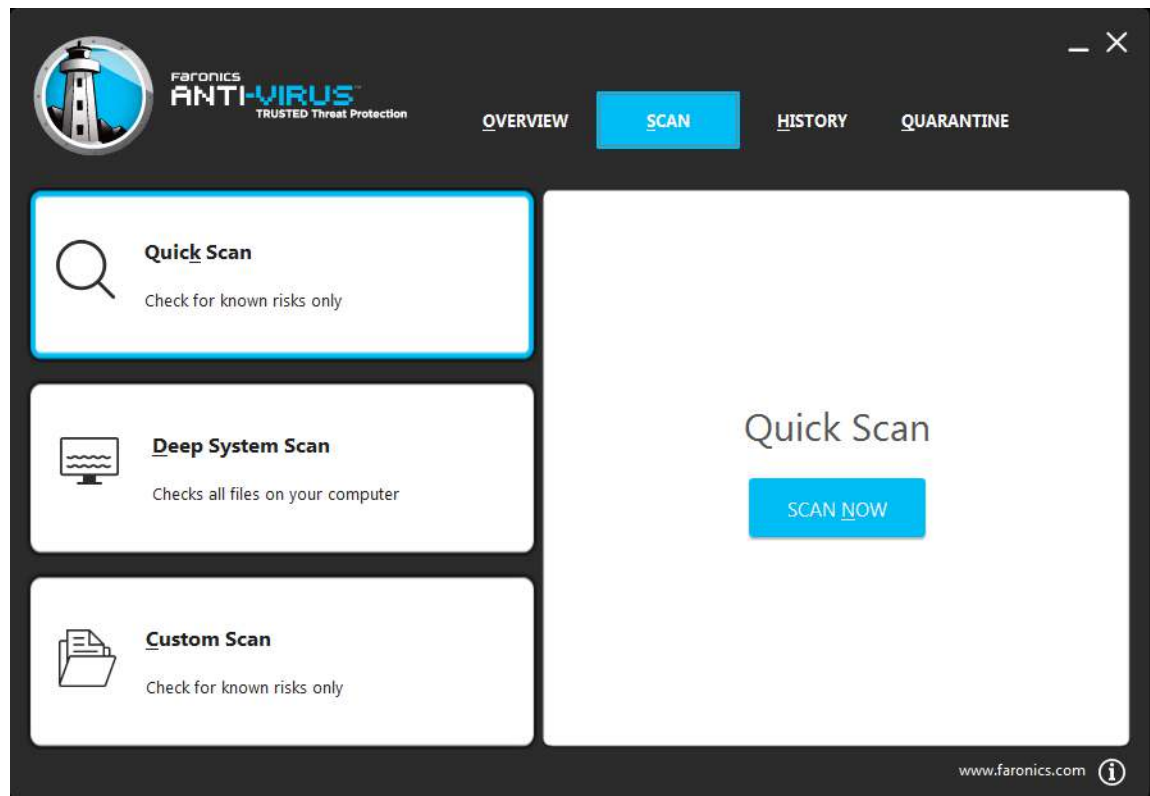 Faronics
ANTI-VIRUS™
TRUSTED Threat Protection
OVERVIEW
SCAN
HISTORY
QUARANTINE
Quick Scan
Check for known risks only
Deep System Scan
Checks all files on your computer
Custom Scan
Check for known risks only
Quick Scan
SCAN NOW
www.faronics.com